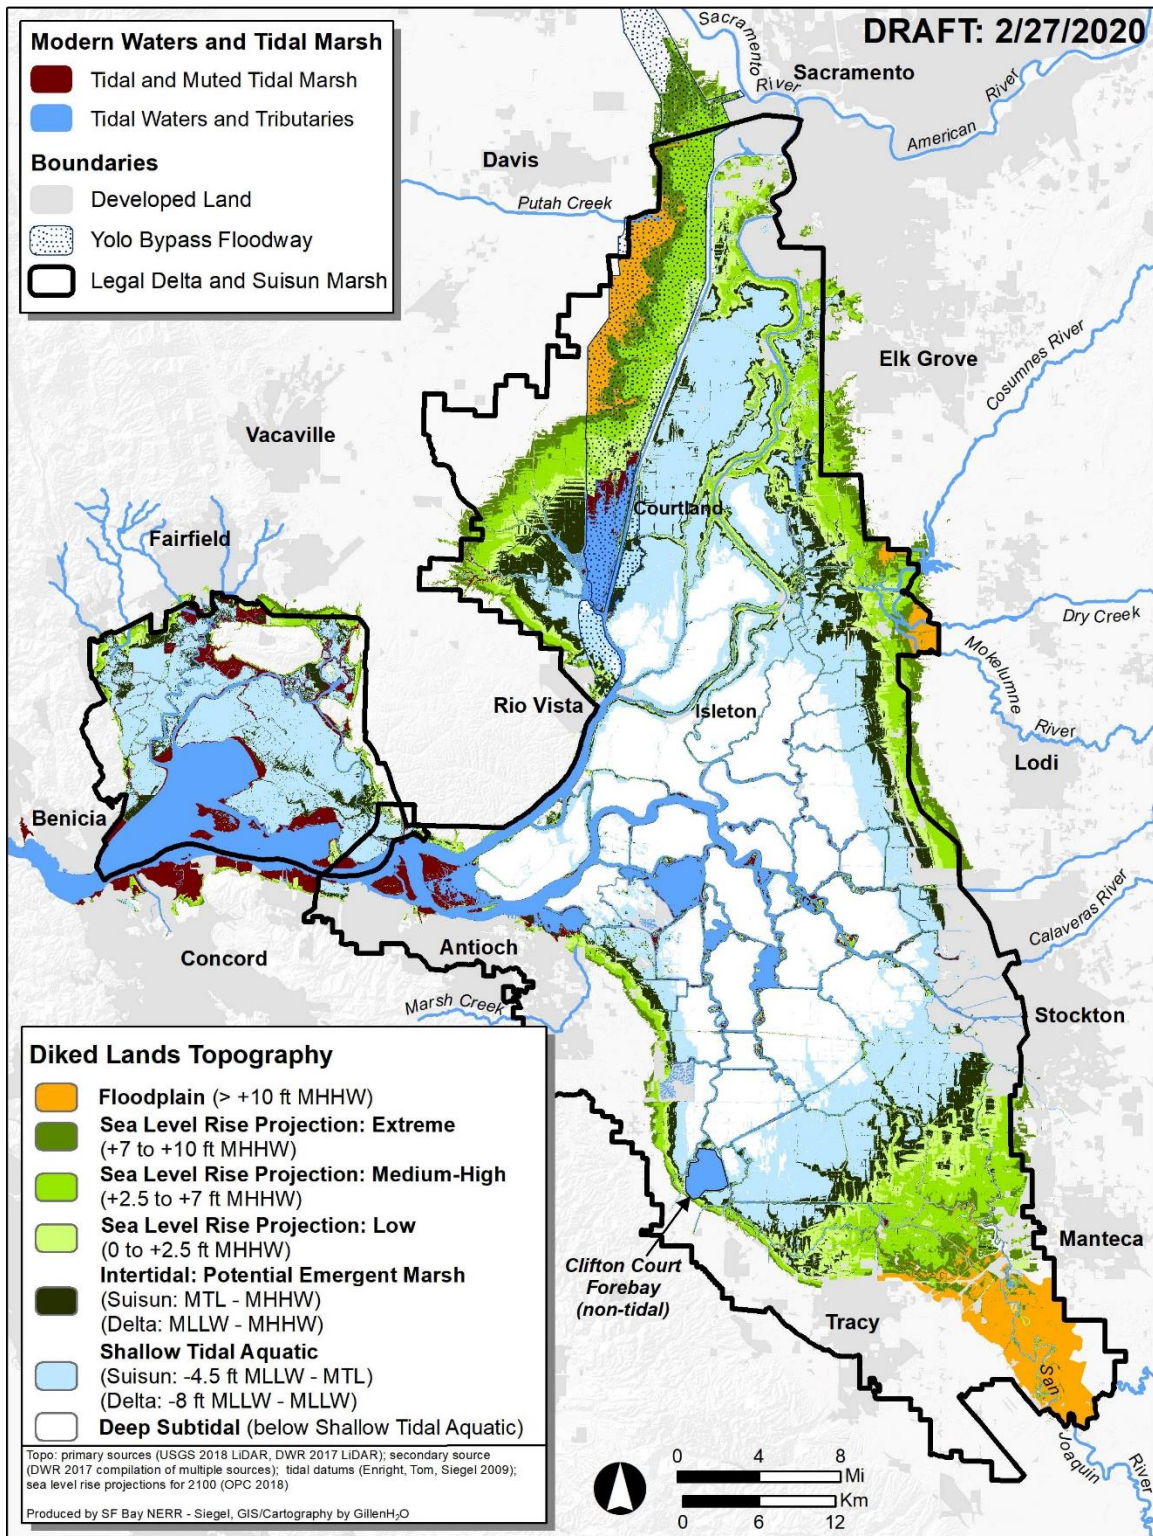 DRAFT: 2/27/2020
Modern Waters and Tidal Marsh
Tidal and Muted Tidal Marsh
Tidal Waters and Tributaries
Boundaries
Developed Land
Yolo Bypass Floodway
Legal Delta and Suisun Marsh
Sacramento
River
Sacramento
American
River
Davis
Putah Creek
Elk Grove
Cosumnes River
Vacaville
Courtland
Fairfield
Dry Creek
Mokelumne
River
Rio Vista
Isleton
Lodi
Benicia
Calaveras River
Concord
Antioch
Marsh Creek
Stockton
Manteca
Clifton Court
Forebay
(non-tidal)
Tracy
San
Joaquin
River
Diked Lands Topography
Floodplain (> +10 ft MHHW)
Sea Level Rise Projection: Extreme
(+7 to +10 ft MHHW)
Sea Level Rise Projection: Medium-High
(+2.5 to +7 ft MHHW)
Sea Level Rise Projection: Low
(0 to +2.5 ft MHHW)
Intertidal: Potential Emergent Marsh
(Suisun: MTL - MHHW)
(Delta: MLLW - MHHW)
Shallow Tidal Aquatic
(Suisun: -4.5 ft MLLW - MTL)
(Delta: -8 ft MLLW - MLLW)
Deep Subtidal (below Shallow Tidal Aquatic)
Topo: primary sources (USGS 2018 LiDAR, DWR 2017 LiDAR); secondary source
(DWR 2017 compilation of multiple sources); tidal datums (Enright, Tom, Siegel 2009);
sea level rise projections for 2100 (OPC 2018)
Produced by SF Bay NERR - Siegel, GIS/Cartography by GillenH₂O
0 4 8
Mi
Km
0 6 12